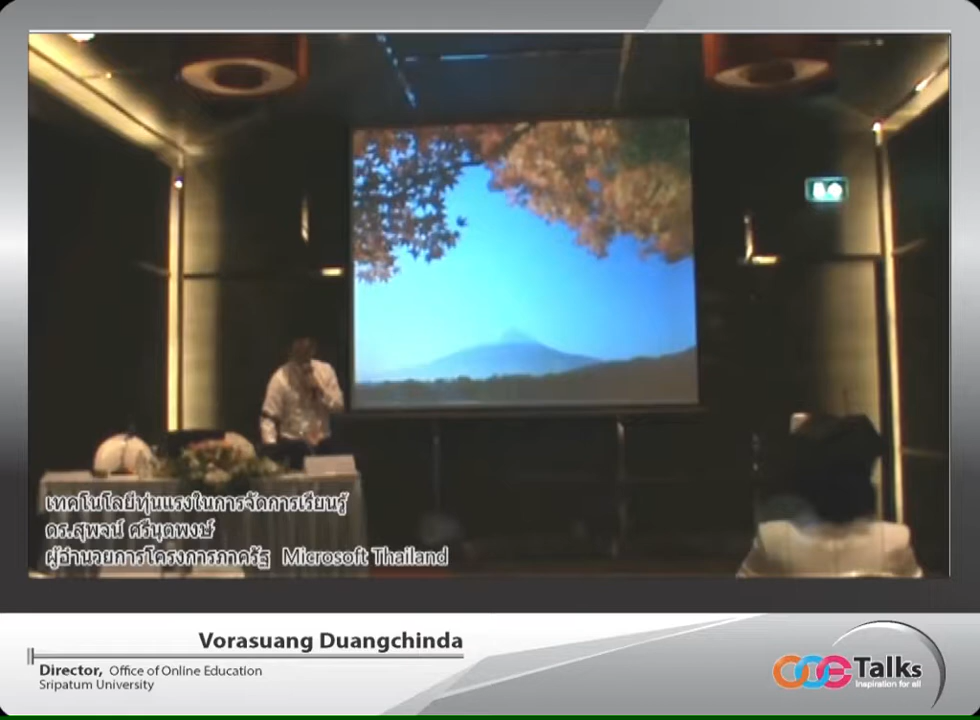 เทคโนโลยีทุ่นแรงในการจัดการเรียนรู้
ดร.สุพจน์ ศรีนุตพงษ์
ผู้อำนวยการโครงการภาครัฐ Microsoft Thailand
Vorasuang Duangchinda
Director, Office of Online Education
Sripatum University
OOE Talks
Inspiration for all